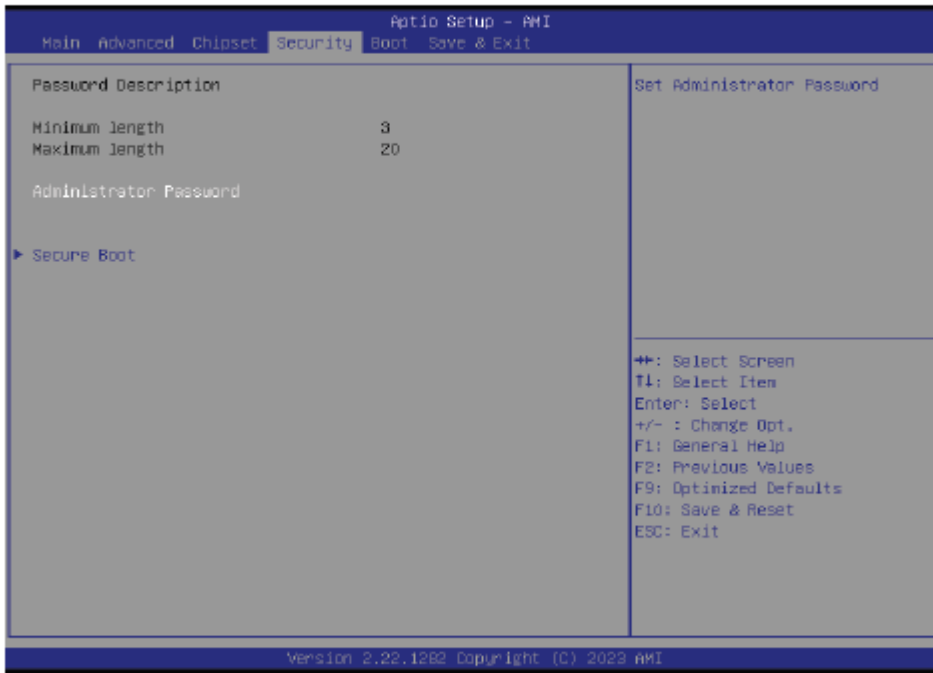 Aptio Setup - AMI
Main Advanced Chipset Security Boot Save & Exit
Password Description
Minimum length 3
Maximum length 20
Administrator Password
▶ Secure Boot
Set Administrator Password
→←: Select Screen
↑↓: Select Item
Enter: Select
+/- : Change Opt.
F1: General Help
F2: Previous Values
F9: Optimized Defaults
F10: Save & Reset
ESC: Exit
Version 2.22.1282 Copyright (C) 2023 AMI